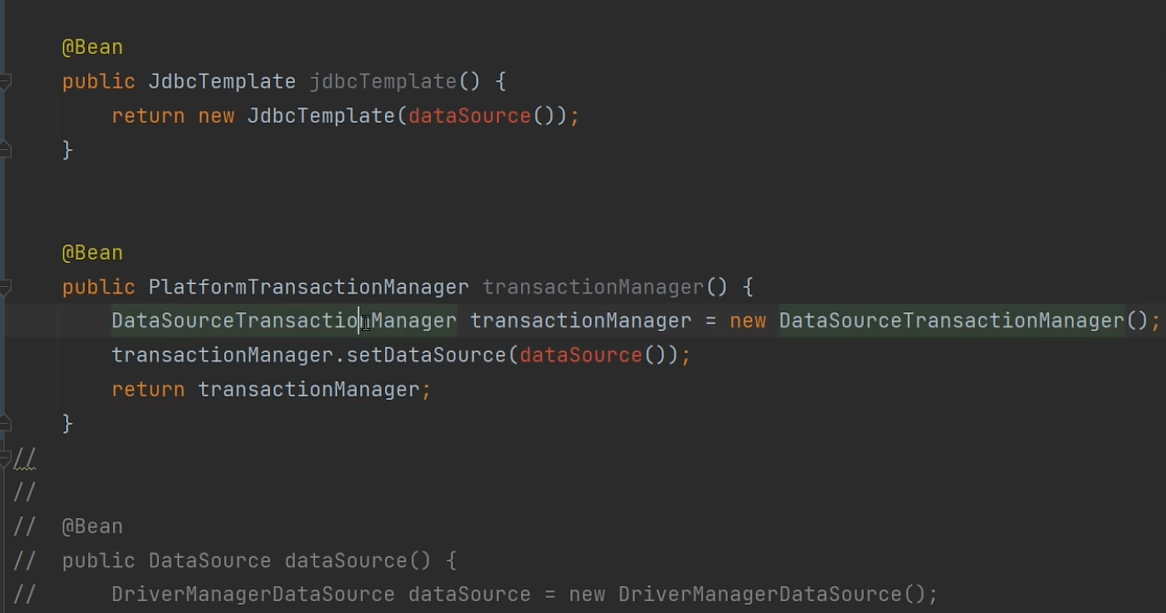 @Bean
public JdbcTemplate jdbcTemplate() {
    return new JdbcTemplate(dataSource());
}
@Bean
public PlatformTransactionManager transactionManager() {
    DataSourceTransactionManager transactionManager = new DataSourceTransactionManager();
    transactionManager.setDataSource(dataSource());
    return transactionManager;
}
//
//
//  @Bean
//  public DataSource dataSource() {
//      DriverManagerDataSource dataSource = new DriverManagerDataSource();